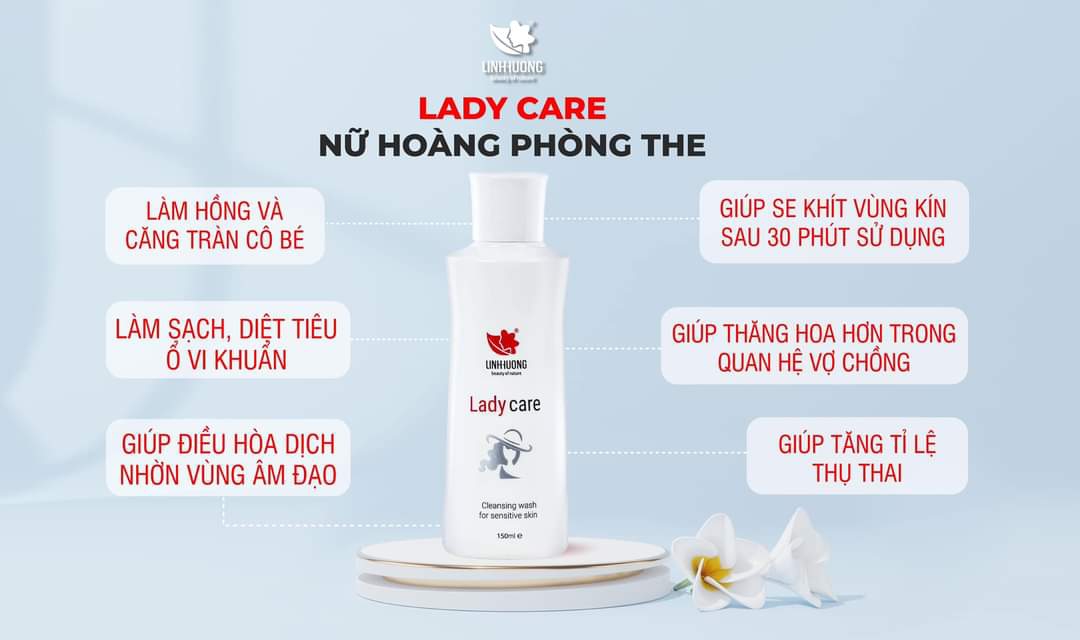 LINH HUONG
LADY CARE
NỮ HOÀNG PHÒNG THE
LÀM HỒNG VÀ
CĂNG TRÀN CÔ BÉ
GIÚP SE KHÍT VÙNG KÍN
SAU 30 PHÚT SỬ DỤNG
LÀM SẠCH, DIỆT TIÊU
Ổ VI KHUẨN
GIÚP THĂNG HOA HƠN TRONG
QUAN HỆ VỢ CHỒNG
GIÚP ĐIỀU HÒA DỊCH
NHỜN VÙNG ÂM ĐẠO
GIÚP TĂNG TỈ LỆ
THỤ THAI
LINH HUONG
beauty of nature
Lady care
Cleansing wash
for sensitive skin
150ml e